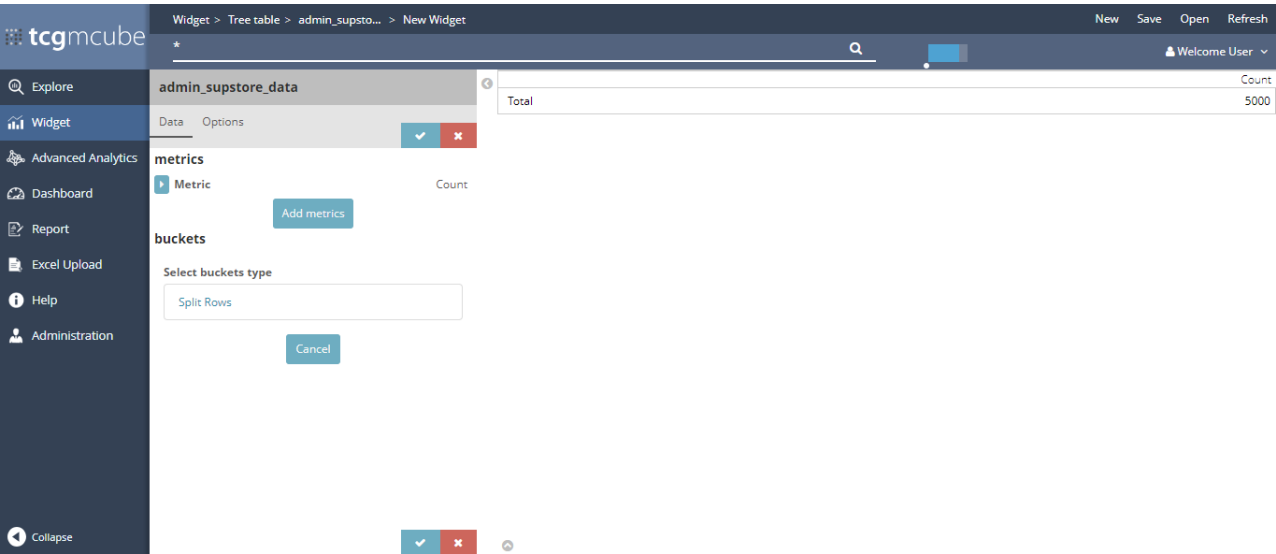 Widget > Tree table > admin_supsto... > New Widget
New Save Open Refresh
tcgmcube
*
Welcome User
Explore
Widget
Advanced Analytics
Dashboard
Report
Excel Upload
Help
Administration
Collapse
admin_supstore_data
Data Options
metrics
Metric Count
Add metrics
buckets
Select buckets type
Split Rows
Cancel
Count
Total 5000